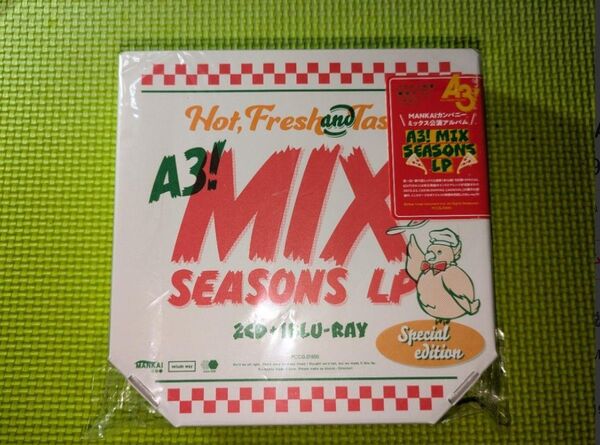 Hot, Fresh and Tas
A3!
MIX
SEASONS LP
2CD+1BLU-RAY
Special
edition
MANKAI
A3!
MANKAIカンパニー
ミックス公演アルバム
A3! MIX
SEASONS
LP